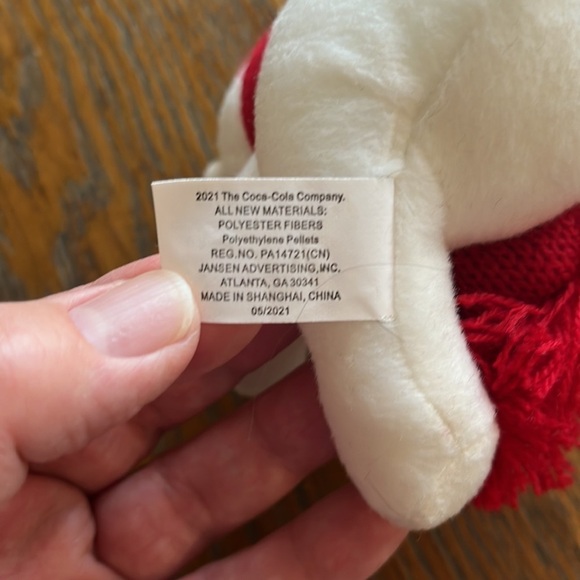 2021 The Coca-Cola Company.
ALL NEW MATERIALS:
POLYESTER FIBERS
Polyethylene Pellets
REG.NO. PA14721(CN)
JANSEN ADVERTISING,INC.
ATLANTA, GA 30341
MADE IN SHANGHAI, CHINA
05/2021